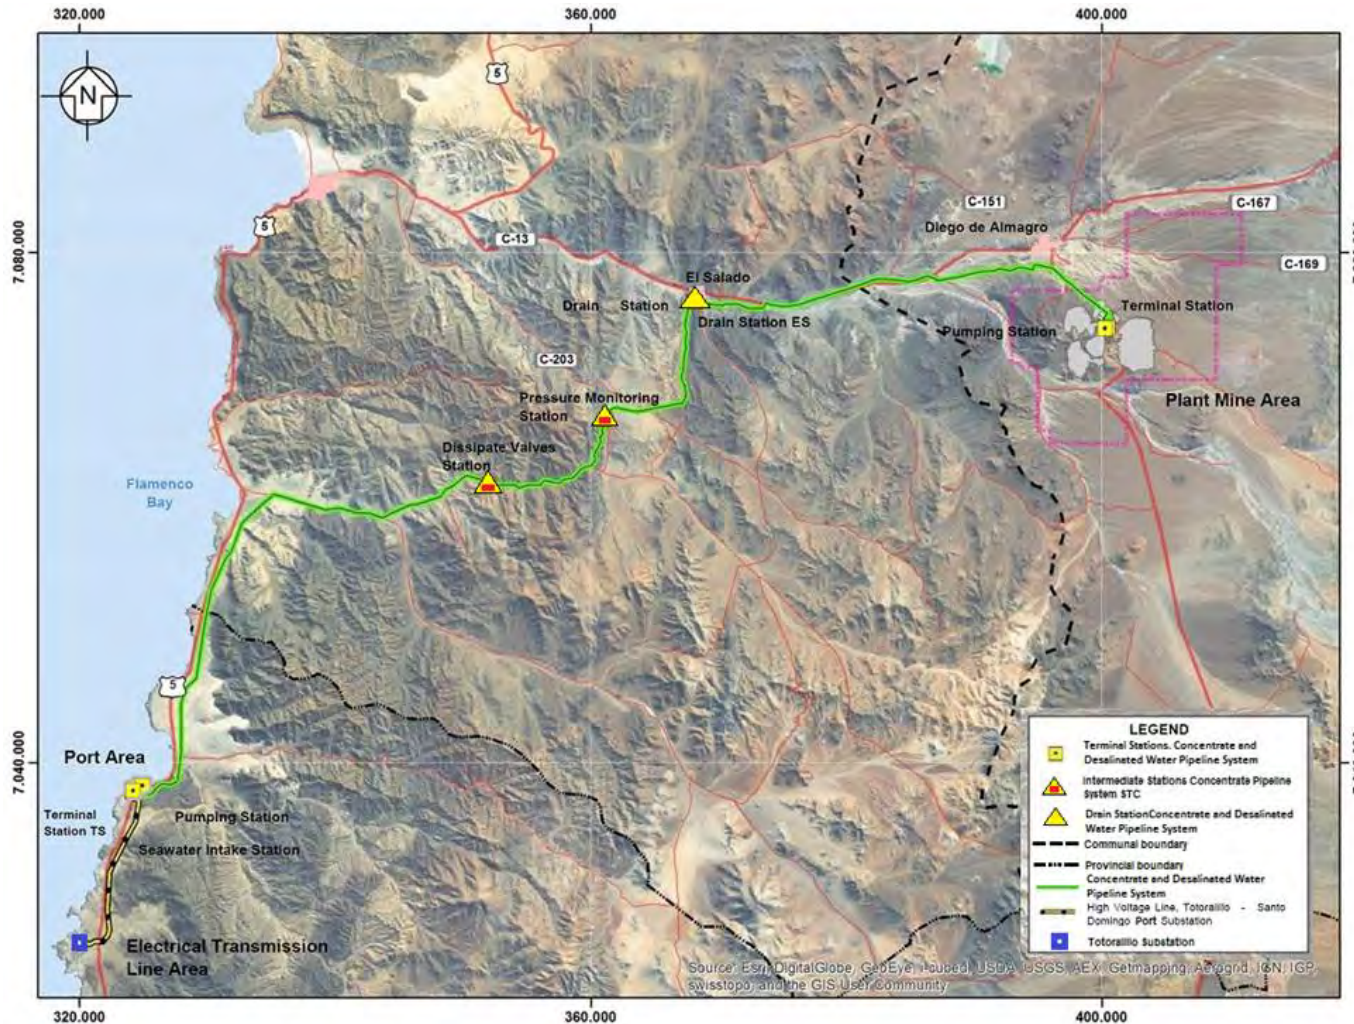 320.000
360.000
400.000
N
5
5
C-151
C-167
Diego de Almagro
7.080.000
C-13
C-169
El Salado
Drain Station
Terminal Station
Drain Station ES
Pumping Station
C-203
Pressure Monitoring
Station
Plant Mine Area
Dissipate Valves
Station
Flamenco
Bay
5
LEGEND
Terminal Stations. Concentrate and
Desalinated Water Pipeline System
Intermediate Stations Concentrate Pipeline
System STC
Drain StationConcentrate and Desalinated
Water Pipeline System
Communal boundary
Provincial boundary
Concentrate and Desalinated Water
Pipeline System
High Voltage Line, Totoralillo - Santo
Domingo Port Substation
Totoralillo Substation
Port Area
7.040.000
Terminal
Station TS
Pumping Station
Seawater Intake Station
Electrical Transmission
Line Area
Source: Esri, DigitalGlobe, GeoEye, i-cubed, USDA, USGS, AEX, Getmapping, Aerogrid, IGN, IGP,
swisstopo, and the GIS User Community
320.000
360.000
400.000